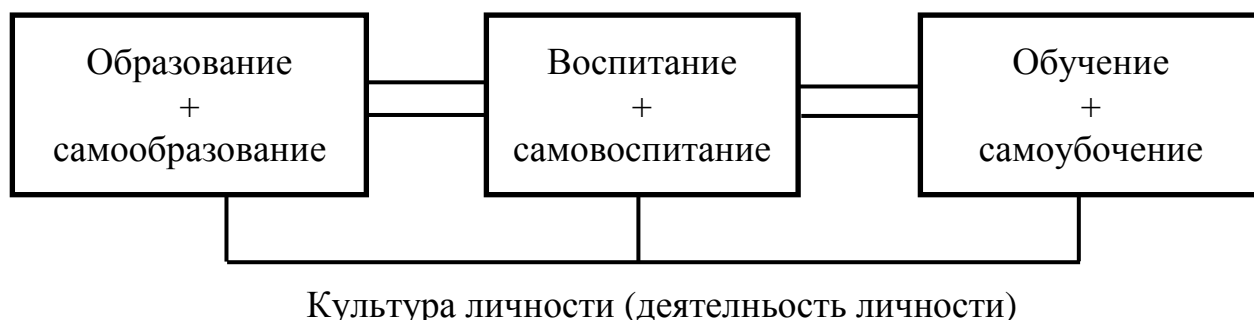 Образование
+
самообразование
Воспитание
+
самовоспитание
Обучение
+
самоубочение
Культура личности (деятелньость личности)